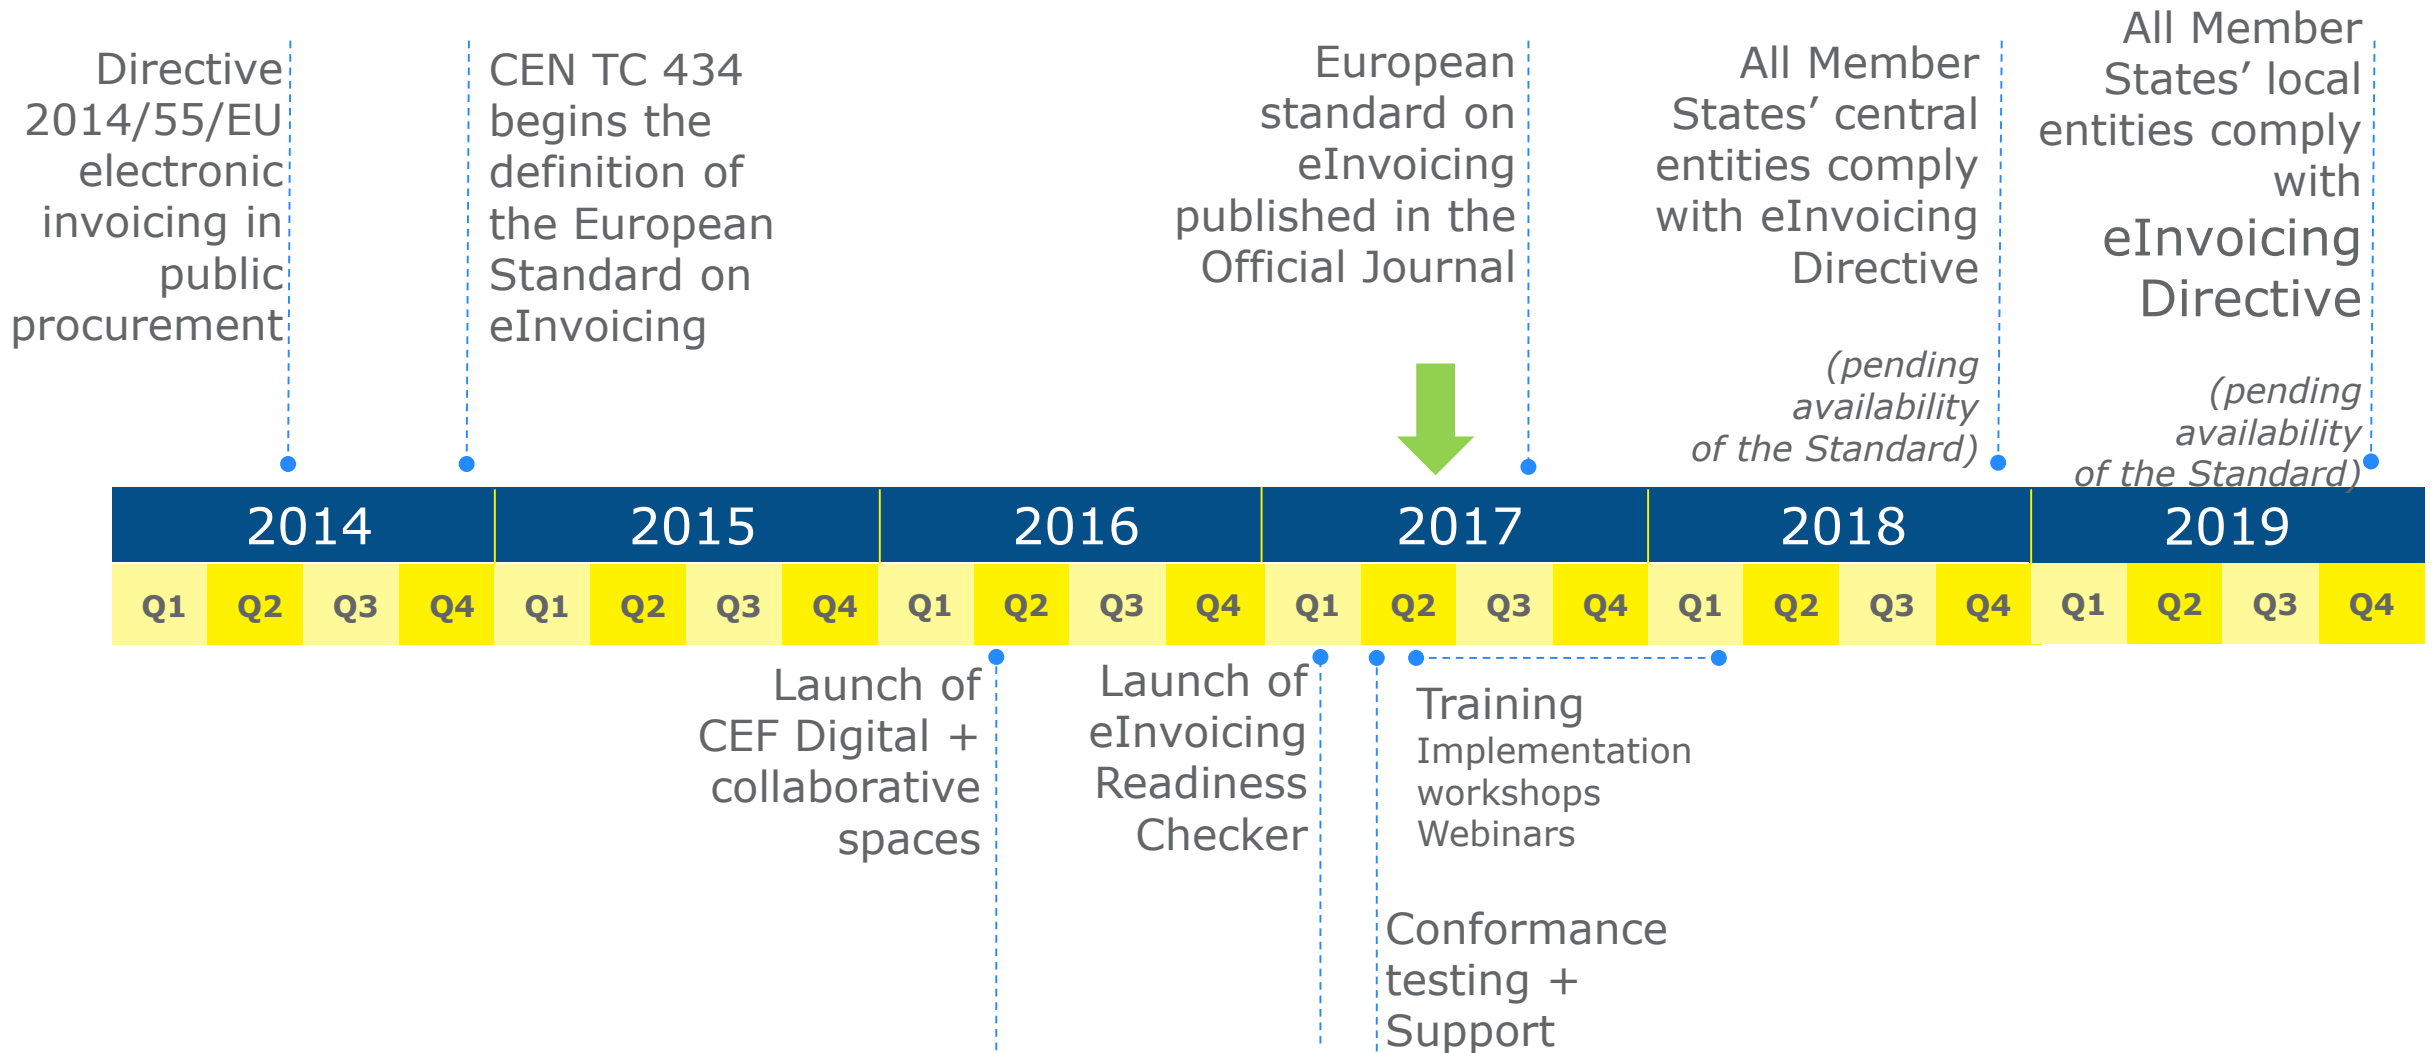 Directive
2014/55/EU
electronic
invoicing in
public
procurement
CEN TC 434
begins the
definition of
the European
Standard on
eInvoicing
European
standard on
eInvoicing
published in the
Official Journal
All Member
States’ central
entities comply
with eInvoicing
Directive
(pending
availability
of the Standard)
All Member
States’ local
entities comply
with
eInvoicing
Directive
(pending
availability
of the Standard)
2014 2015 2016 2017 2018 2019
Q1 Q2 Q3 Q4 Q1 Q2 Q3 Q4 Q1 Q2 Q3 Q4 Q1 Q2 Q3 Q4 Q1 Q2 Q3 Q4 Q1 Q2 Q3 Q4
Launch of
CEF Digital +
collaborative
spaces
Launch of
eInvoicing
Readiness
Checker
Training
Implementation
workshops
Webinars
Conformance
testing +
Support